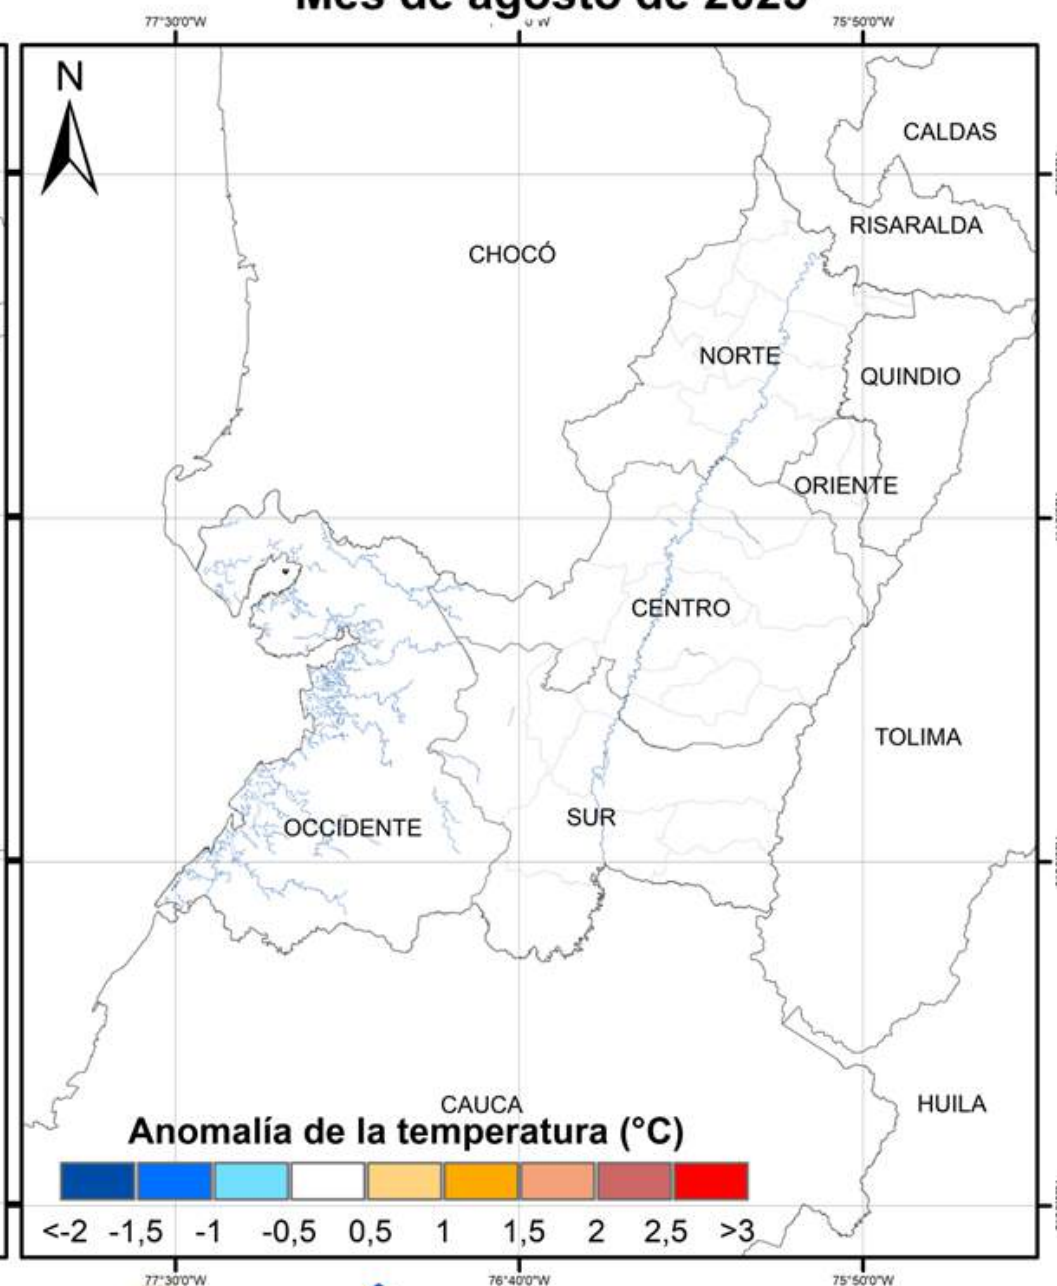 Mes de agosto de 2025
77°30'0"W
75°50'0"W
N
CALDAS
RISARALDA
CHOCÓ
NORTE
QUINDIO
ORIENTE
CENTRO
TOLIMA
SUR
OCCIDENTE
CAUCA
HUILA
Anomalía de la temperatura (°C)
<-2 -1,5 -1 -0,5 0,5 1 1,5 2 2,5 >3
77°30'0"W 76°40'0"W 75°50'0"W